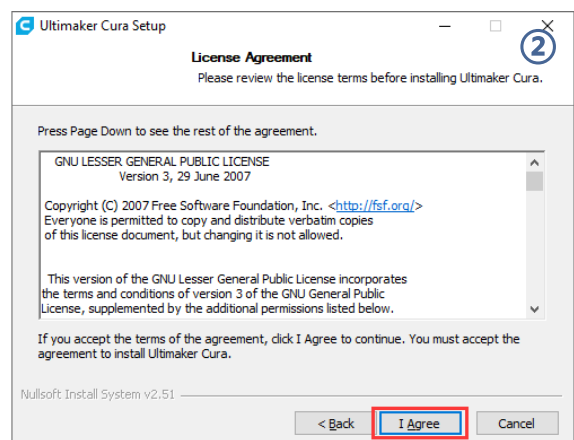 Ultimaker Cura Setup
②
License Agreement
Please review the license terms before installing Ultimaker Cura.
Press Page Down to see the rest of the agreement.
GNU LESSER GENERAL PUBLIC LICENSE
Version 3, 29 June 2007
Copyright (C) 2007 Free Software Foundation, Inc. <http://fsf.org/>
Everyone is permitted to copy and distribute verbatim copies
of this license document, but changing it is not allowed.
This version of the GNU Lesser General Public License incorporates
the terms and conditions of version 3 of the GNU General Public
License, supplemented by the additional permissions listed below.
If you accept the terms of the agreement, click I Agree to continue. You must accept the
agreement to install Ultimaker Cura.
Nullsoft Install System v2.51
< Back I Agree Cancel